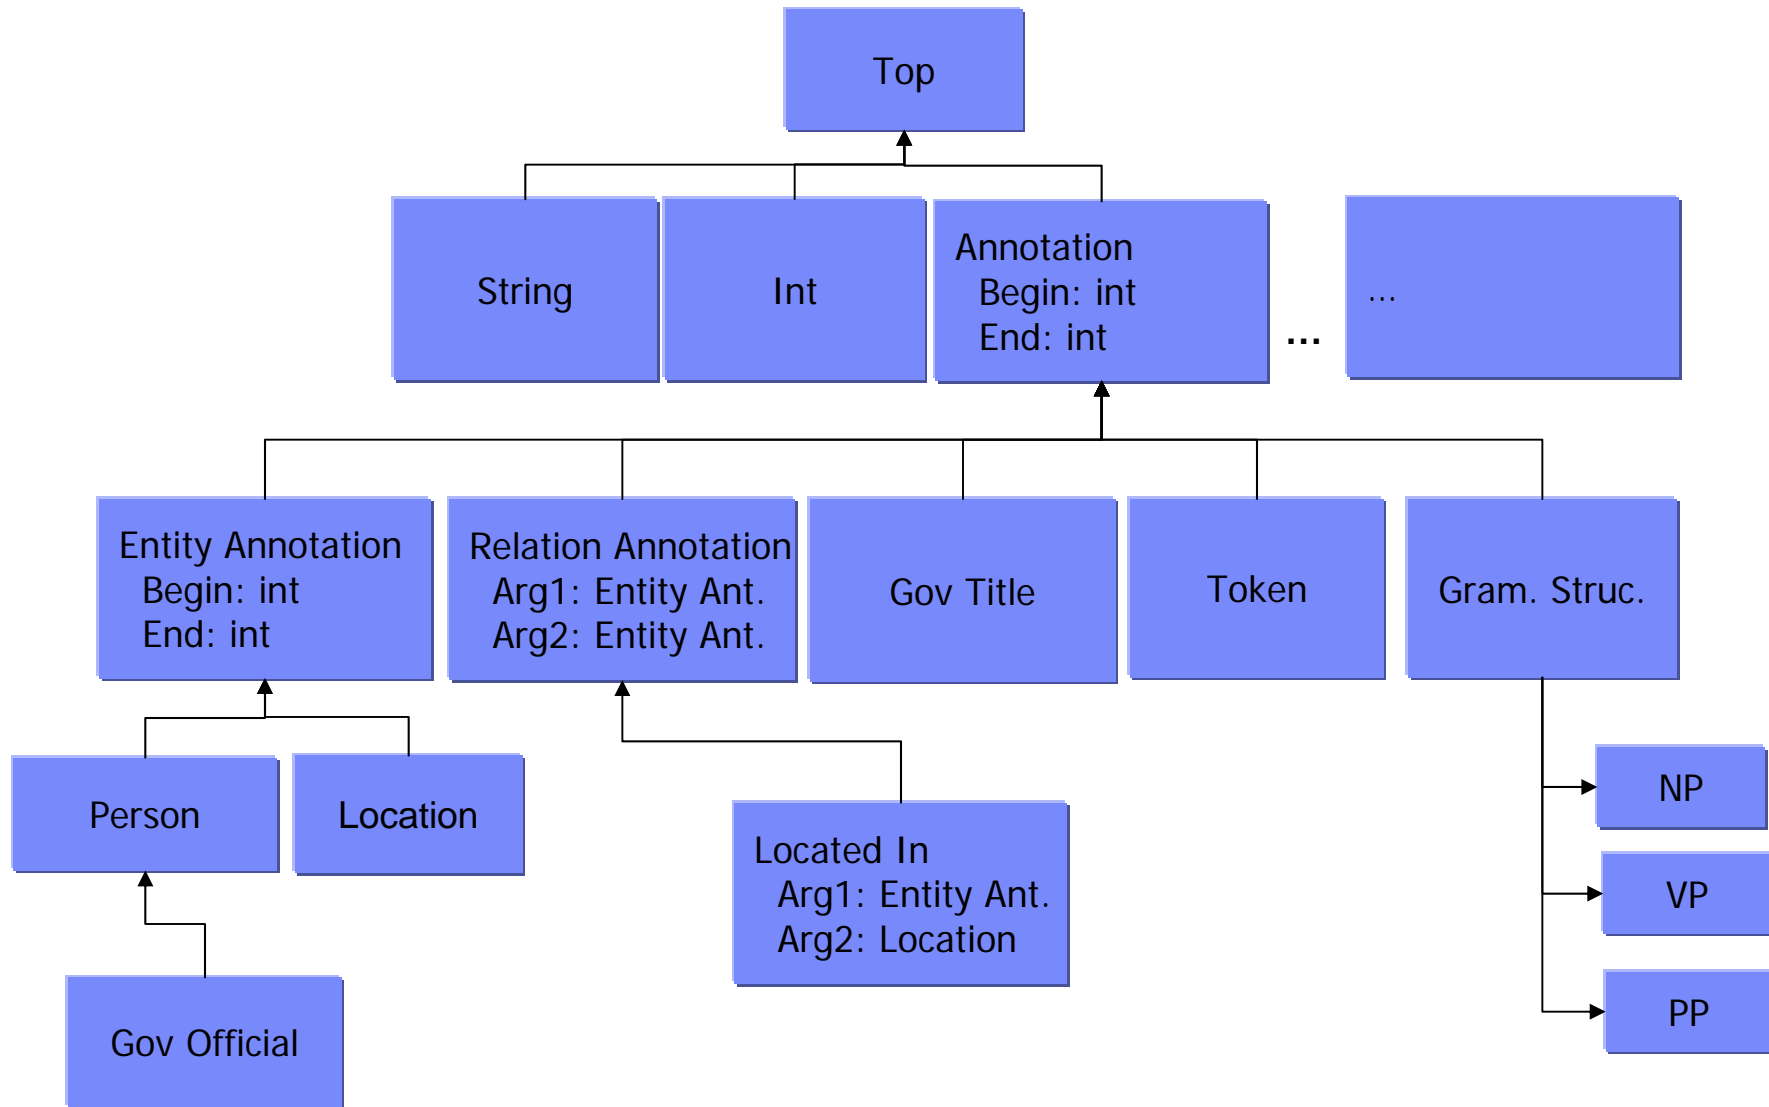 Top
String
Int
Annotation
Begin: int
End: int
...
...
Entity Annotation
Begin: int
End: int
Relation Annotation
Arg1: Entity Ant.
Arg2: Entity Ant.
Gov Title
Token
Gram. Struc.
Person
Location
Located In
Arg1: Entity Ant.
Arg2: Location
NP
VP
PP
Gov Official